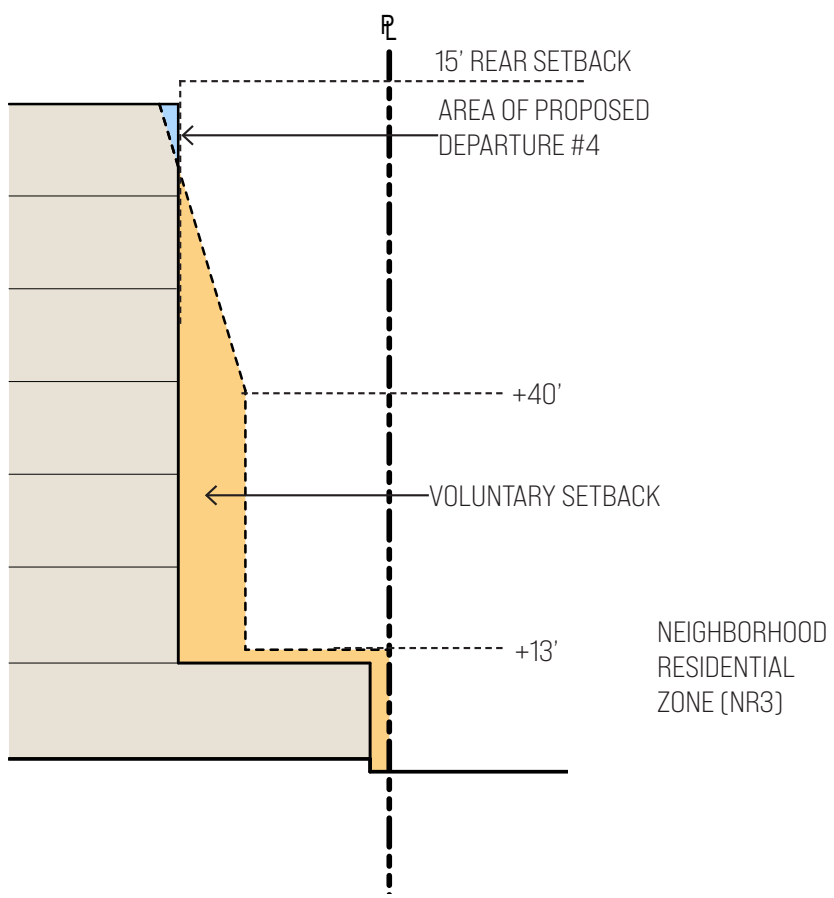 PL
15’ REAR SETBACK
AREA OF PROPOSED
DEPARTURE #4
+40’
VOLUNTARY SETBACK
+13’
NEIGHBORHOOD
RESIDENTIAL
ZONE (NR3)